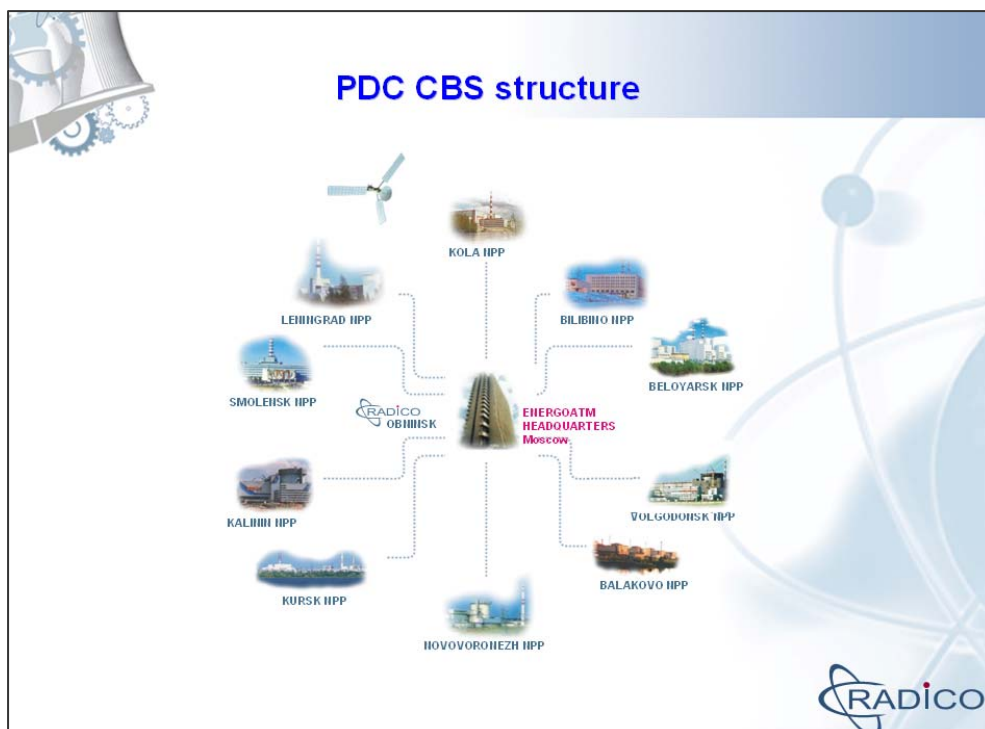 PDC CBS structure
KOLA NPP
LENINGRAD NPP
BILIBINO NPP
SMOLENSK NPP
BELOYARSK NPP
RADiCO
OBNINSK
ENERGOATM
HEADQUARTERS
Moscow
KALININ NPP
VOLGODONSK NPP
KURSK NPP
BALAKOVO NPP
NOVOVORONEZH NPP
RADiCO